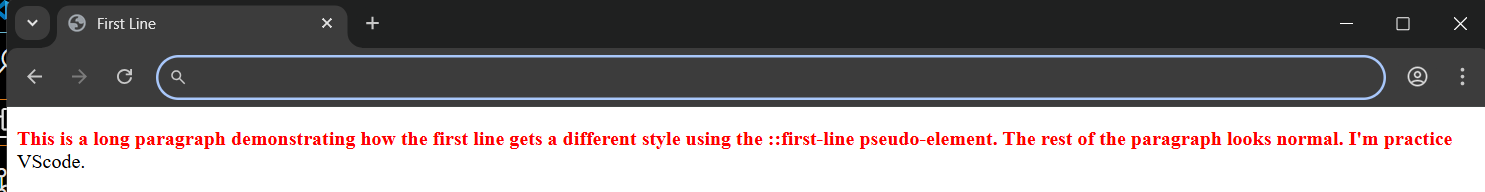 First Line
This is a long paragraph demonstrating how the first line gets a different style using the ::first-line pseudo-element. The rest of the paragraph looks normal. I'm practice
VScode.